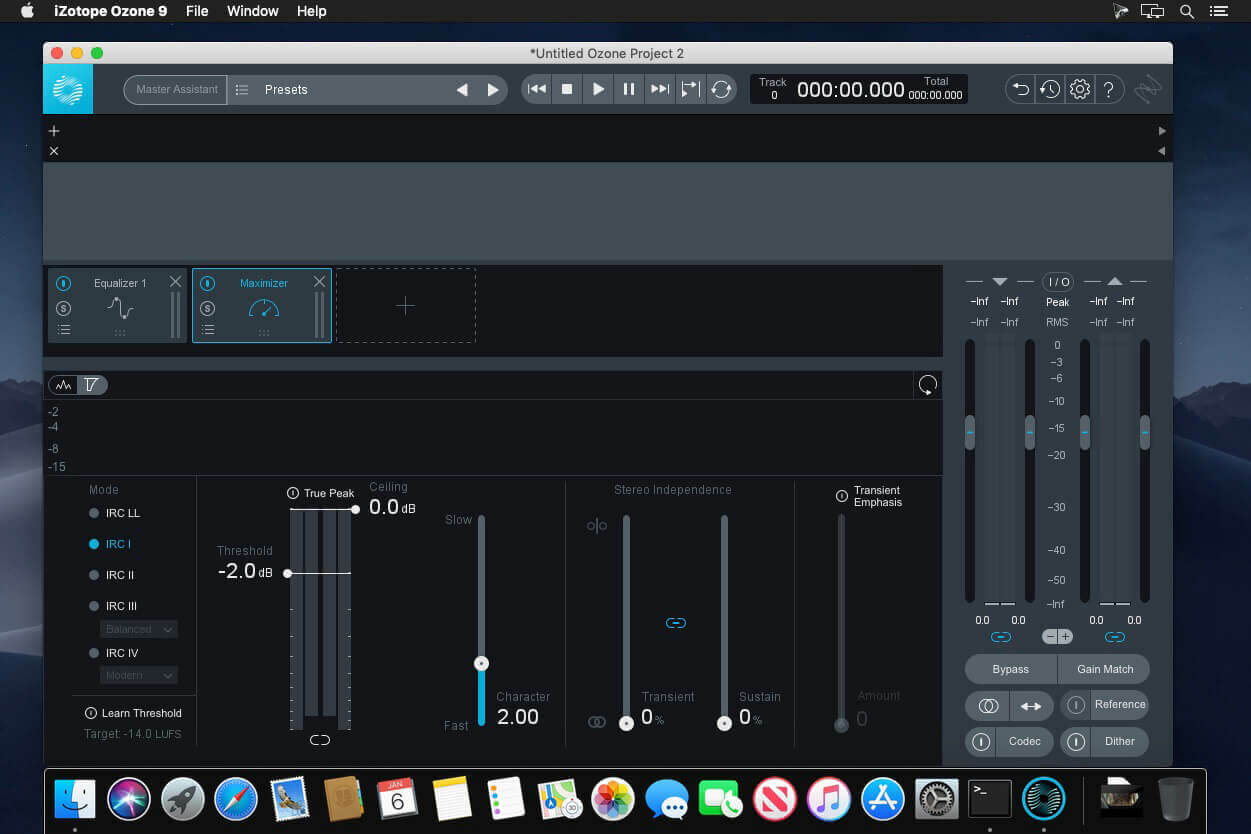 iZotope Ozone 9 File Window Help
*Untitled Ozone Project 2
Master Assistant Presets
Track 0 000:00.000 Total 000:00.000
?
Equalizer 1
S
Maximizer
S
I / O
-Inf -Inf Peak -Inf -Inf
-Inf -Inf RMS -Inf -Inf
0
-3
-6
-10
-15
-20
-30
-40
-50
-Inf
0.0 0.0 0.0 0.0
Bypass Gain Match
Reference
Codec Dither
-2
-4
-8
-15
Mode
IRC LL
IRC I
IRC II
IRC III
Balanced
IRC IV
Modern
Learn Threshold
Target: -14.0 LUFS
True Peak
Ceiling
0.0 dB
Threshold
-2.0 dB
Slow
Fast
Character
2.00
Stereo Independence
Transient
0 %
Sustain
0 %
Transient
Emphasis
Amount
0
JAN
6
30
>_